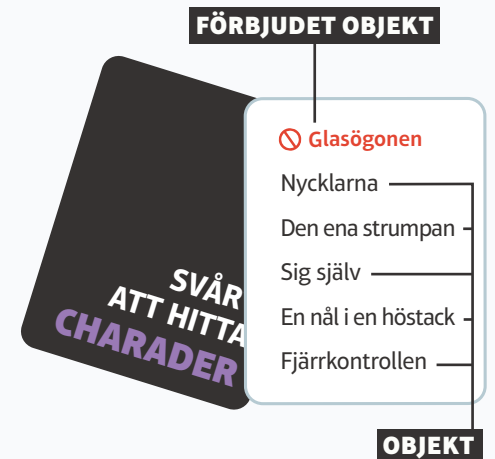 FÖRBJUDET OBJEKT
Glasögonen
Nycklarna
Den ena strumpan
Sig själv
En nål i en höstack
Fjärrkontrollen
SVÅR
ATT HITTA
CHARADER
OBJEKT